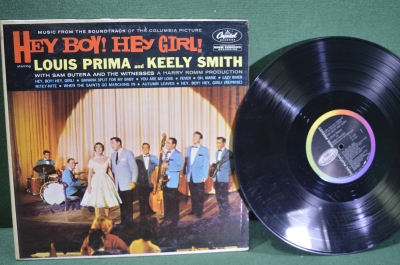 MUSIC FROM THE SOUNDTRACK OF THE COLUMBIA PICTURE
Capitol
HEY BOY! HEY GIRL!
starring LOUIS PRIMA and KEELY SMITH
WITH SAM BUTERA AND THE WITNESSES A HARRY ROMM PRODUCTION
HEY, BOY! HEY, GIRL! • BANANA SPLIT FOR MY BABY • YOU ARE MY LOVE • FEVER • OH, MARIE • LAZY RIVER
NITEY-NITE • WHEN THE SAINTS GO MARCHING IN • AUTUMN LEAVES • HEY, BOY! HEY, GIRL! (REPRISE)